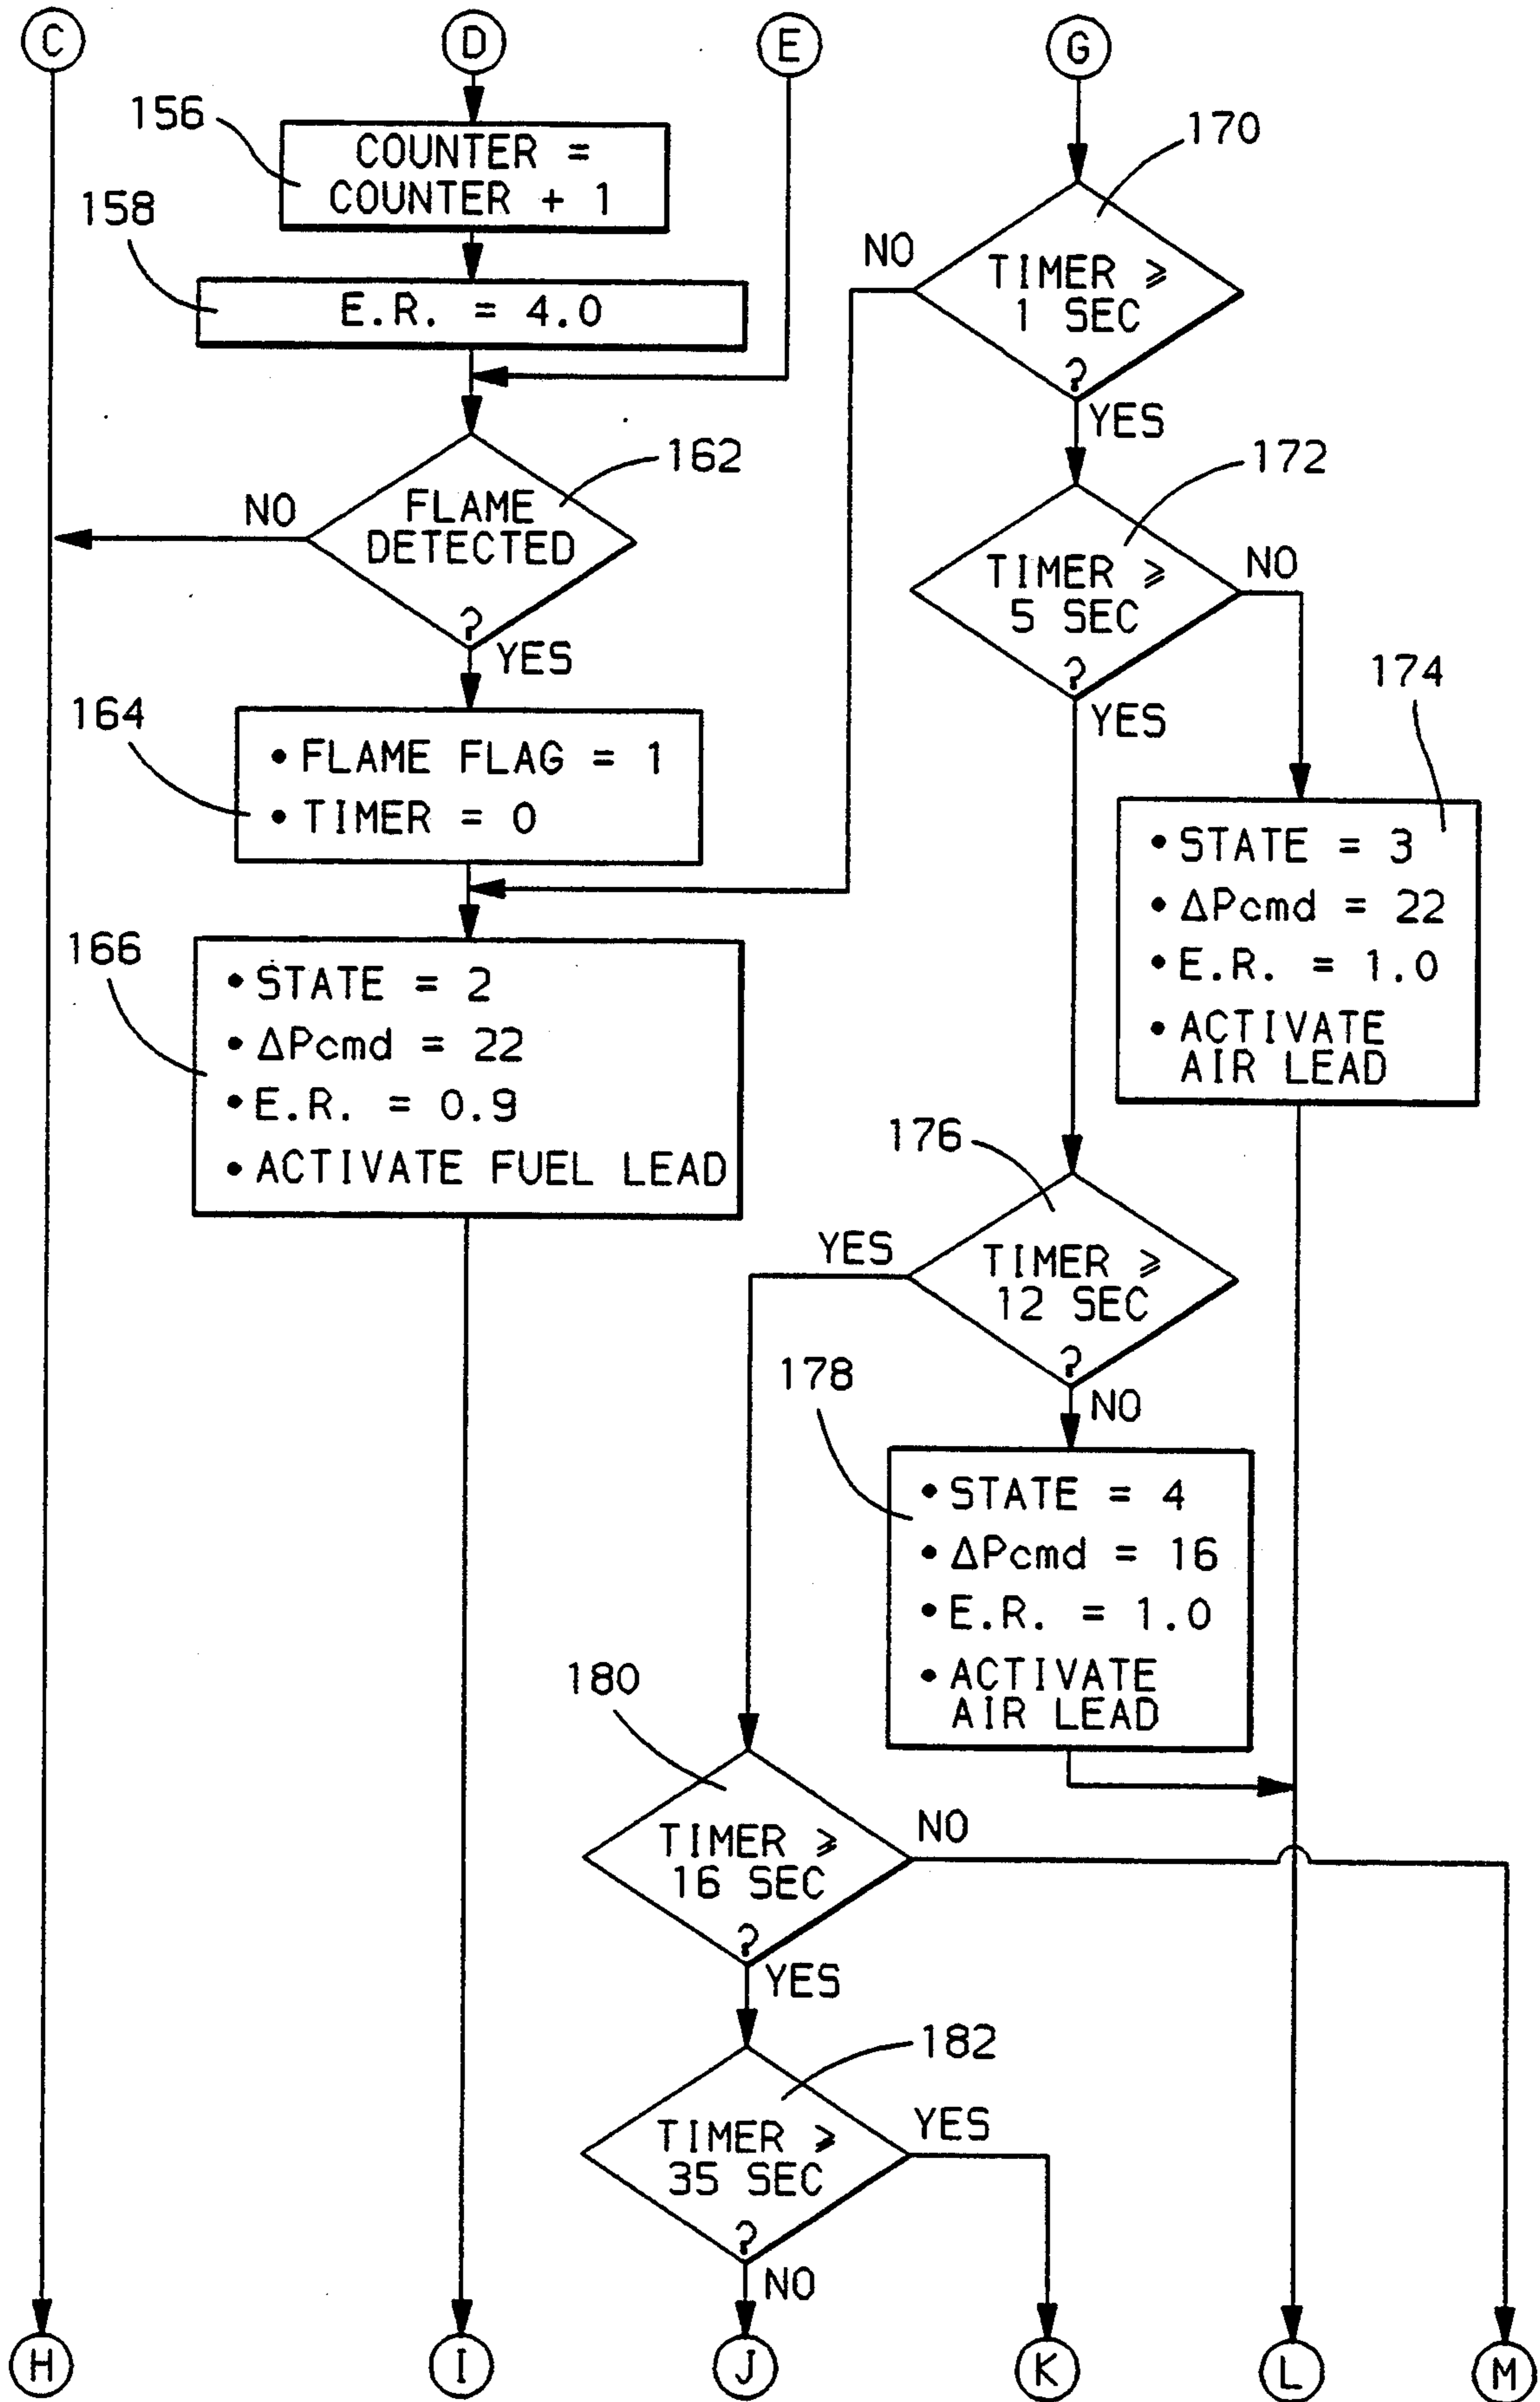 C
D
E
G
156
COUNTER =
COUNTER + 1
158
E.R. = 4.0
162
FLAME
DETECTED
?
NO
YES
164
• FLAME FLAG = 1
• TIMER = 0
166
• STATE = 2
• ΔPcmd = 22
• E.R. = 0.9
• ACTIVATE FUEL LEAD
170
TIMER ⩾
1 SEC
?
NO
YES
172
TIMER ⩾
5 SEC
?
NO
YES
174
• STATE = 3
• ΔPcmd = 22
• E.R. = 1.0
• ACTIVATE
AIR LEAD
176
TIMER ⩾
12 SEC
?
YES
NO
178
• STATE = 4
• ΔPcmd = 16
• E.R. = 1.0
• ACTIVATE
AIR LEAD
180
TIMER ⩾
16 SEC
?
NO
YES
182
TIMER ⩾
35 SEC
?
YES
NO
H
I
J
K
L
M